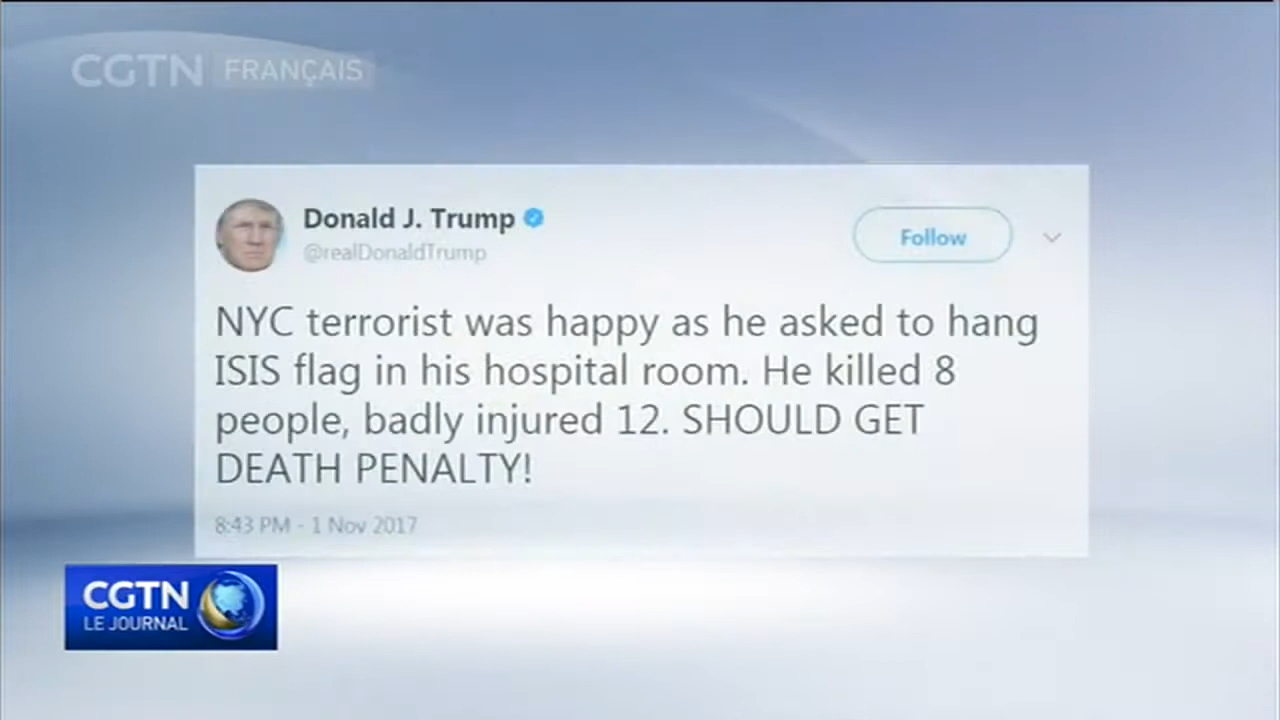 CGTN FRANÇAIS
Donald J. Trump
Follow
@realDonaldTrump
NYC terrorist was happy as he asked to hang
ISIS flag in his hospital room. He killed 8
people, badly injured 12. SHOULD GET
DEATH PENALTY!
8:43 PM - 1 Nov 2017
CGTN
LE JOURNAL